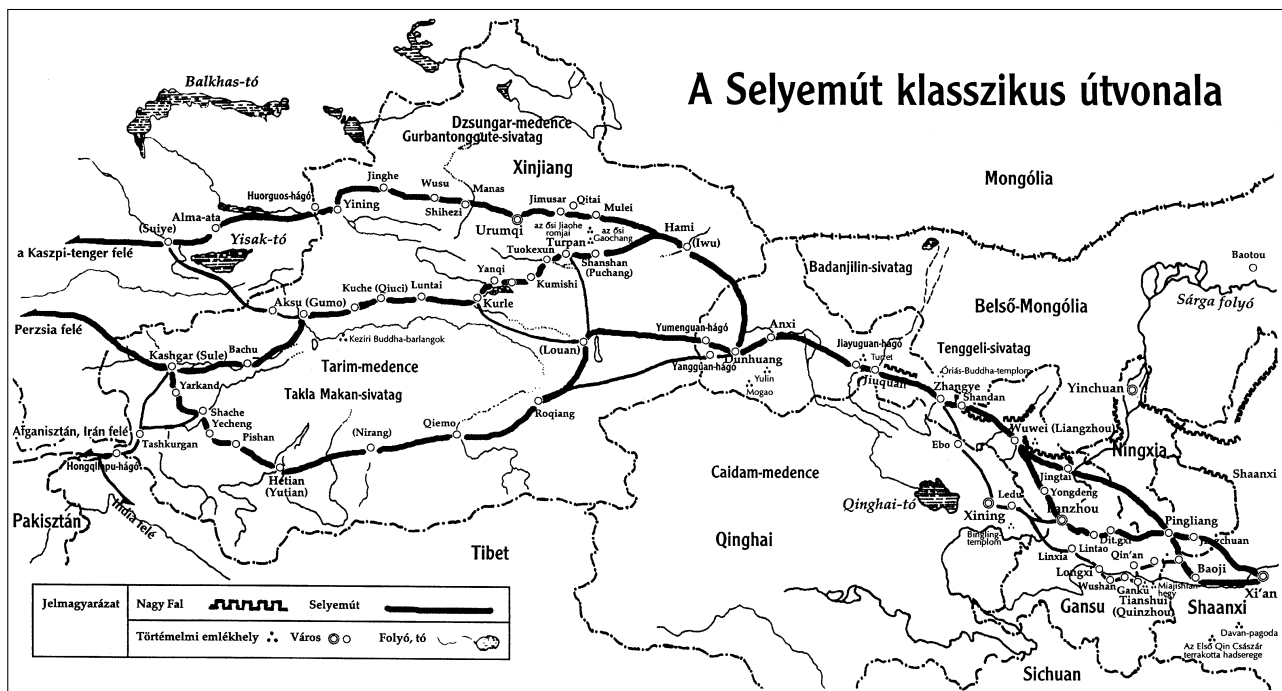 A Selyemút klasszikus útvonala
Balkhas-tó
Dzsungar-medence
Gurbantonggute-sivatag
Xinjiang
Mongólia
Huorguos-hágó
Jinghe
Wusu
Manas
Shihezi
Yining
Alma-ata
(Suiye)
Yisak-tó
a Kaszpi-tenger felé
Urumqi
Jimusar
Qitai
Mulei
az ősi Jiaohe
romjai
az ősi
Gaochang
Turpan
Tuokexun
Shanshan
(Puchang)
Hami
(Iwu)
Yanqi
Kumishi
Kurle
Luntai
Kuche (Qiuci)
Aksu (Gumo)
Perzsia felé
Kashgar (Sule)
Bachu
Keziri Buddha-barlangok
Tarim-medence
Takla Makan-sivatag
(Louan)
Yarkand
Shache
Yecheng
Pishan
Tashkurgan
Afganisztán, Irán felé
Hongqilapu-hágó
India felé
Pakisztán
Hetian
(Yutian)
(Nirang)
Qiemo
Roqiang
Tibet
Yumenguan-hágó
Yangguan-hágó
Dunhuang
Anxi
Yulin
Mogao
Badanjilin-sivatag
Belső-Mongólia
Baotou
Sárga folyó
Jiayuguan-hágó
Turret
Jiuquan
Tenggeli-sivatag
Óriás-Buddha-templom
Zhangye
Shandan
Yinchuan
Wuwei (Liangzhou)
Ningxia
Ebo
Jingtai
Shaanxi
Caidam-medence
Qinghai-tó
Qinghai
Ledu
Yongdeng
Xining
Lanzhou
Binglingtemplom
Pingliang
Jingchuan
Dit.gxi
Lintao
Linxia
Qin'an
Longxi
Wushan
Ganku
Tianshui
(Quinzhou)
Miajishian
hegy
Baoji
Xi'an
Gansu
Shaanxi
Davan-pagoda
Az Első Qin Császár
terrakotta hadserege
Sichuan
Jelmagyarázat
Nagy Fal
Selyemút
Történelmi emlékhely
Város
Folyó, tó